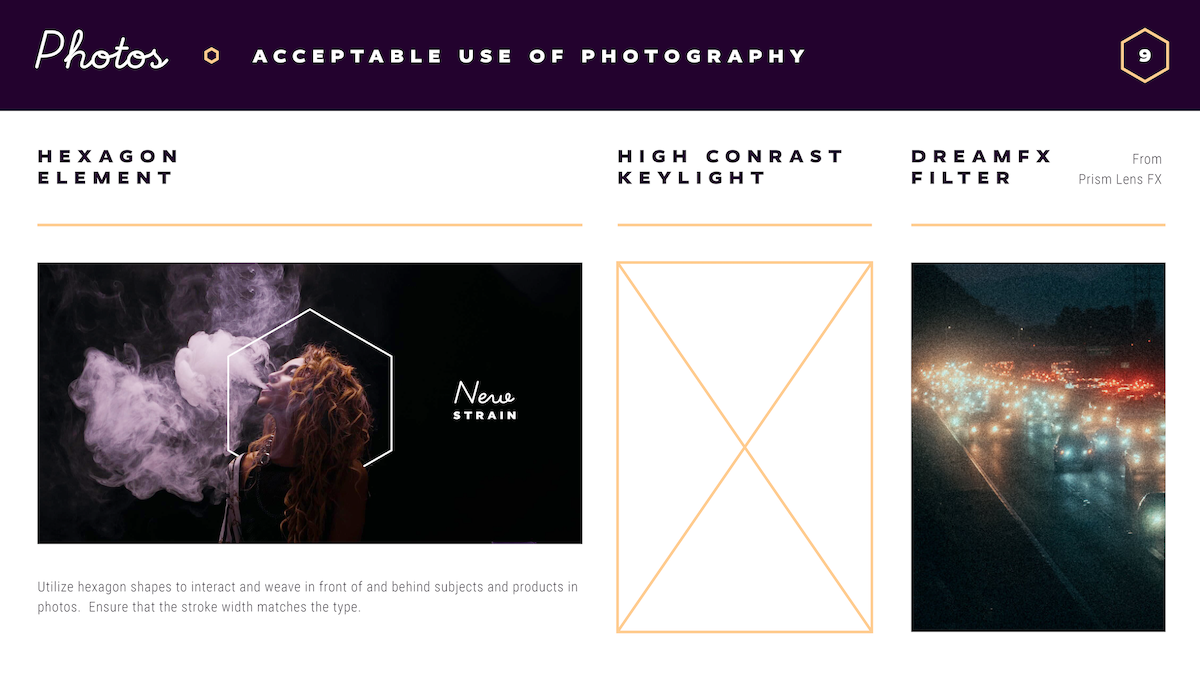 Photos
ACCEPTABLE USE OF PHOTOGRAPHY
9
HEXAGON
ELEMENT
New
STRAIN
Utilize hexagon shapes to interact and weave in front of and behind subjects and products in
photos.  Ensure that the stroke width matches the type.
HIGH CONRAST
KEYLIGHT
DREAMFX
FILTER
From
Prism Lens FX